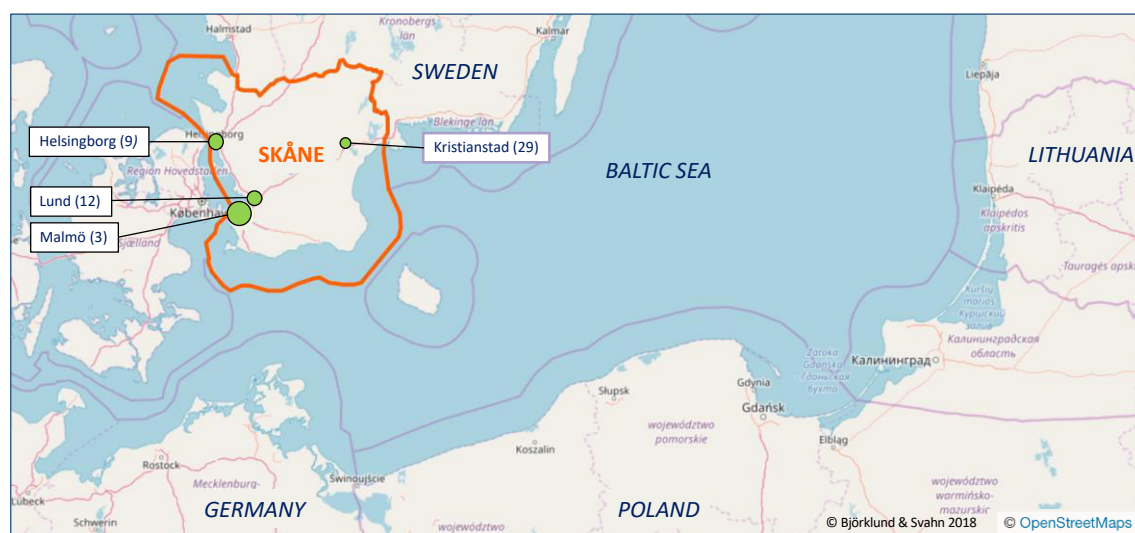 Halmstad
Kronobergs
län
Kalmar
SWEDEN
Liepāja
Helsingborg (9)
Helsingborg
Blekinge län
Kristianstad (29)
SKÅNE
BALTIC SEA
LITHUANIA
Region Hovedstaden
Klaipėda
Lund (12)
København
Klaipėdos
apskritis
Malmö (3)
Sjælland
Tauragės apskr
Kuršių
marios
Куршский
залив
Калининградская
область
Zatoka
Gdańska
Гданьская
бухта
Калининград
Słupsk
Gdynia
Gdańsk
województwo
pomorskie
Elbląg
Koszalin
Rostock
Świnoujście
Mecklenburg-
Lübeck
GERMANY
POLAND
województwo
warmińsko-
mazurskie
Schwerin
województwo
© Björklund & Svahn 2018
© OpenStreetMaps